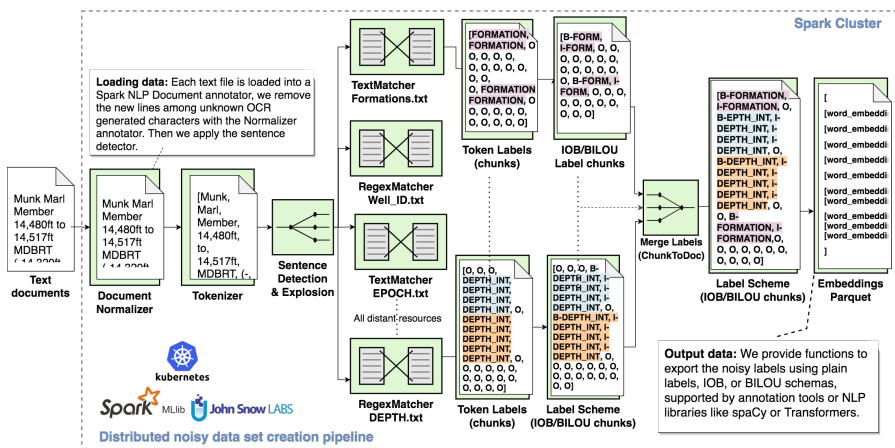 Spark Cluster
Loading data: Each text file is loaded into a
Spark NLP Document annotator, we remove
the new lines among unknown OCR
generated characters with the Normalizer
annotator. Then we apply the sentence
detector.
Munk Marl
Member
14,480ft to
14,517ft
MDBRT
Text
documents
Munk Marl
Member
14,480ft to
14,517ft
MDBRT
Document
Normalizer
[Munk,
Marl,
Member,
14,480ft,
to,
14,517ft,
MDBRT, (-,
Tokenizer
Sentence
Detection
& Explosion
TextMatcher
Formations.txt
RegexMatcher
Well_ID.txt
TextMatcher
EPOCH.txt
All distant resources
RegexMatcher
DEPTH.txt
[FORMATION,
FORMATION, O
O, O, O, O,
O, O, O, O, O,
O, O
O, FORMATION
FORMATION, O
O, O, O, O, O,
O, O, O, O, O]
Token Labels
(chunks)
[B-FORM,
I-FORM, O, O,
O, O, O, O, O,
O, O, O, O, O,
O, B-FORM, I-
FORM, O, O, O,
O, O, O, O, O,
O, O, O, O, O,
O, O]
IOB/BILOU
Label chunks
[O, O, O,
DEPTH_INT,
DEPTH_INT,
DEPTH_INT,
DEPTH_INT, O,
DEPTH_INT,
DEPTH_INT,
DEPTH_INT,
DEPTH_INT,
DEPTH_INT, O,
O, O, O, O, O,
O, O, O, O, O,
O, O, O, O]
Token Labels
(chunks)
[O, O, O, B-
DEPTH_INT, I-
DEPTH_INT, I-
DEPTH_INT, I-
DEPTH_INT, O,
B-DEPTH_INT, I-
DEPTH_INT, I-
DEPTH_INT, I-
DEPTH_INT, I-
DEPTH_INT, O,
O, O, O, O, O, O,
O, O, O, O, O, O,
O, O]
Label Scheme
(IOB/BILOU chunks)
Merge Labels
(ChunkToDoc)
[B-FORMATION,
I-FORMATION, O
B-EPTH_INT, I-
DEPTH_INT, I-
DEPTH_INT, I-
DEPTH_INT, O,
B-DEPTH_INT, I-
DEPTH_INT, I-
DEPTH_INT, i-
DEPTH_INT, i-
DEPTH_INT, O,
O, B-
FORMATION, I-
FORMATION,O,
O, O, O, O, O, O,
O, O, O, O, O, O,
O, O, O, O]
Label Scheme
(IOB/BILOU chunks)
[
[word_embeddi
[word_embeddi
[word_embeddi
[word_embeddi
[word_embeddi
[word_embeddi
[word_embeddi
[word_embeddi
[word_embeddi
]
Embeddings
Parquet
Output data: We provide functions to
export the noisy labels using plain
labels, IOB, or BILOU schemas,
supported by annotation tools or NLP
libraries like spaCy or Transformers.
kubernetes
Spark MLlib John Snow LABS
Distributed noisy data set creation pipeline